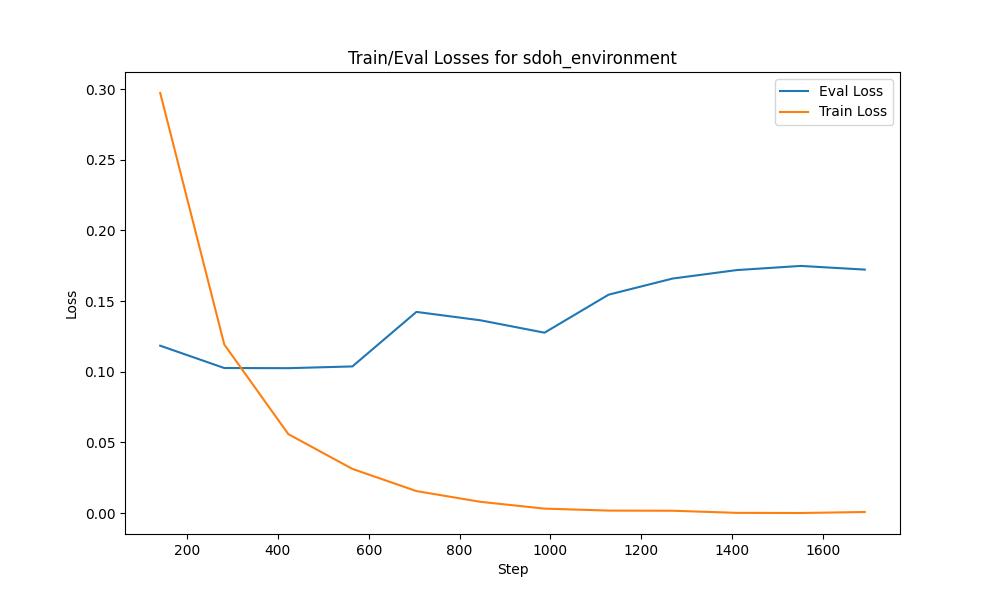 Train/Eval Losses for sdoh_environment
Eval Loss
Train Loss
0.30
0.25
0.20
0.15
0.10
0.05
0.00
Loss
200 400 600 800 1000 1200 1400 1600
Step